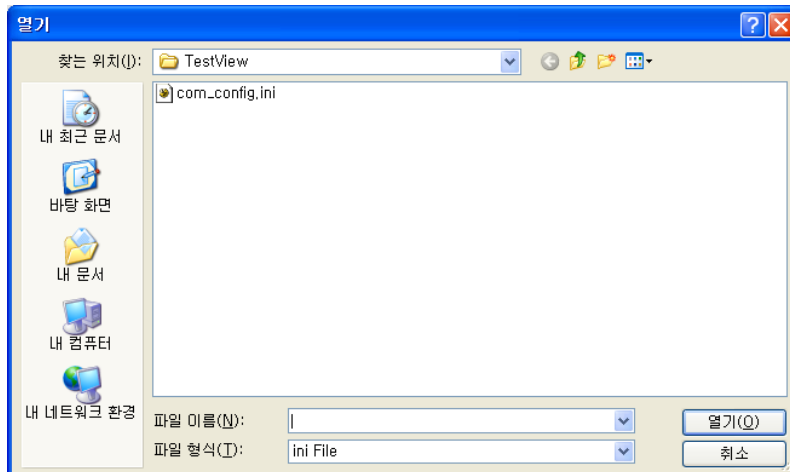 열기
찾는 위치(I): TestView
com_config.ini
내 최근 문서
바탕 화면
내 문서
내 컴퓨터
내 네트워크 환경
파일 이름(N): 열기(O)
파일 형식(T): ini File 취소